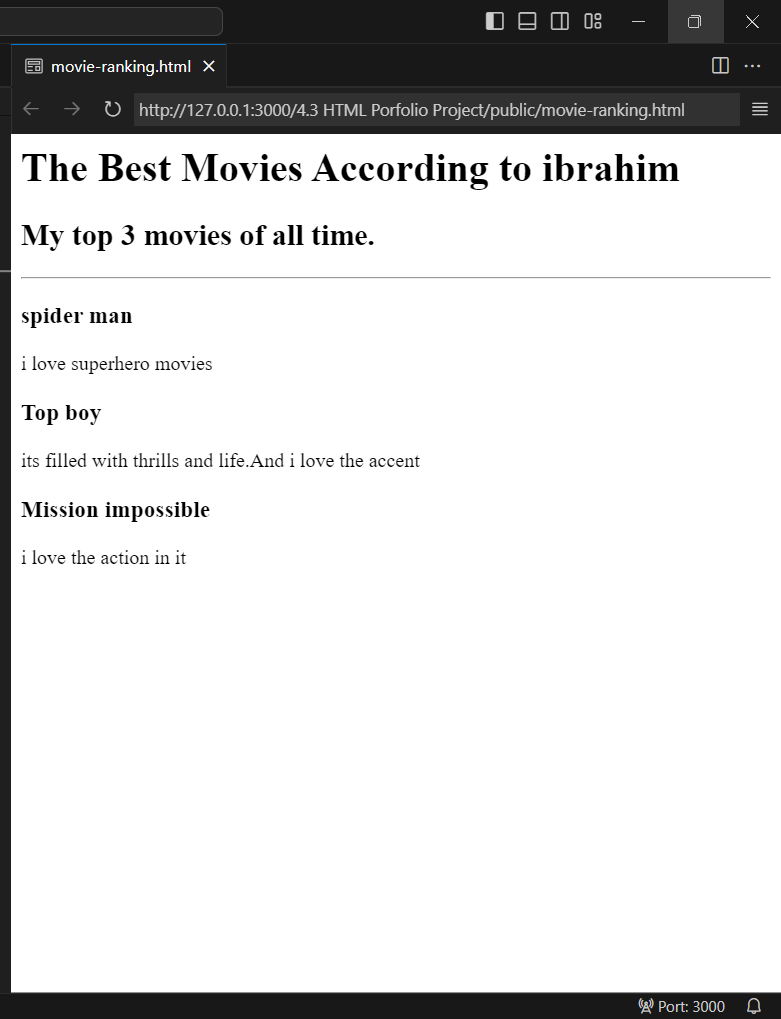 movie-ranking.html
http://127.0.0.1:3000/4.3 HTML Porfolio Project/public/movie-ranking.html
The Best Movies According to ibrahim
My top 3 movies of all time.
spider man
i love superhero movies
Top boy
its filled with thrills and life.And i love the accent
Mission impossible
i love the action in it
Port: 3000